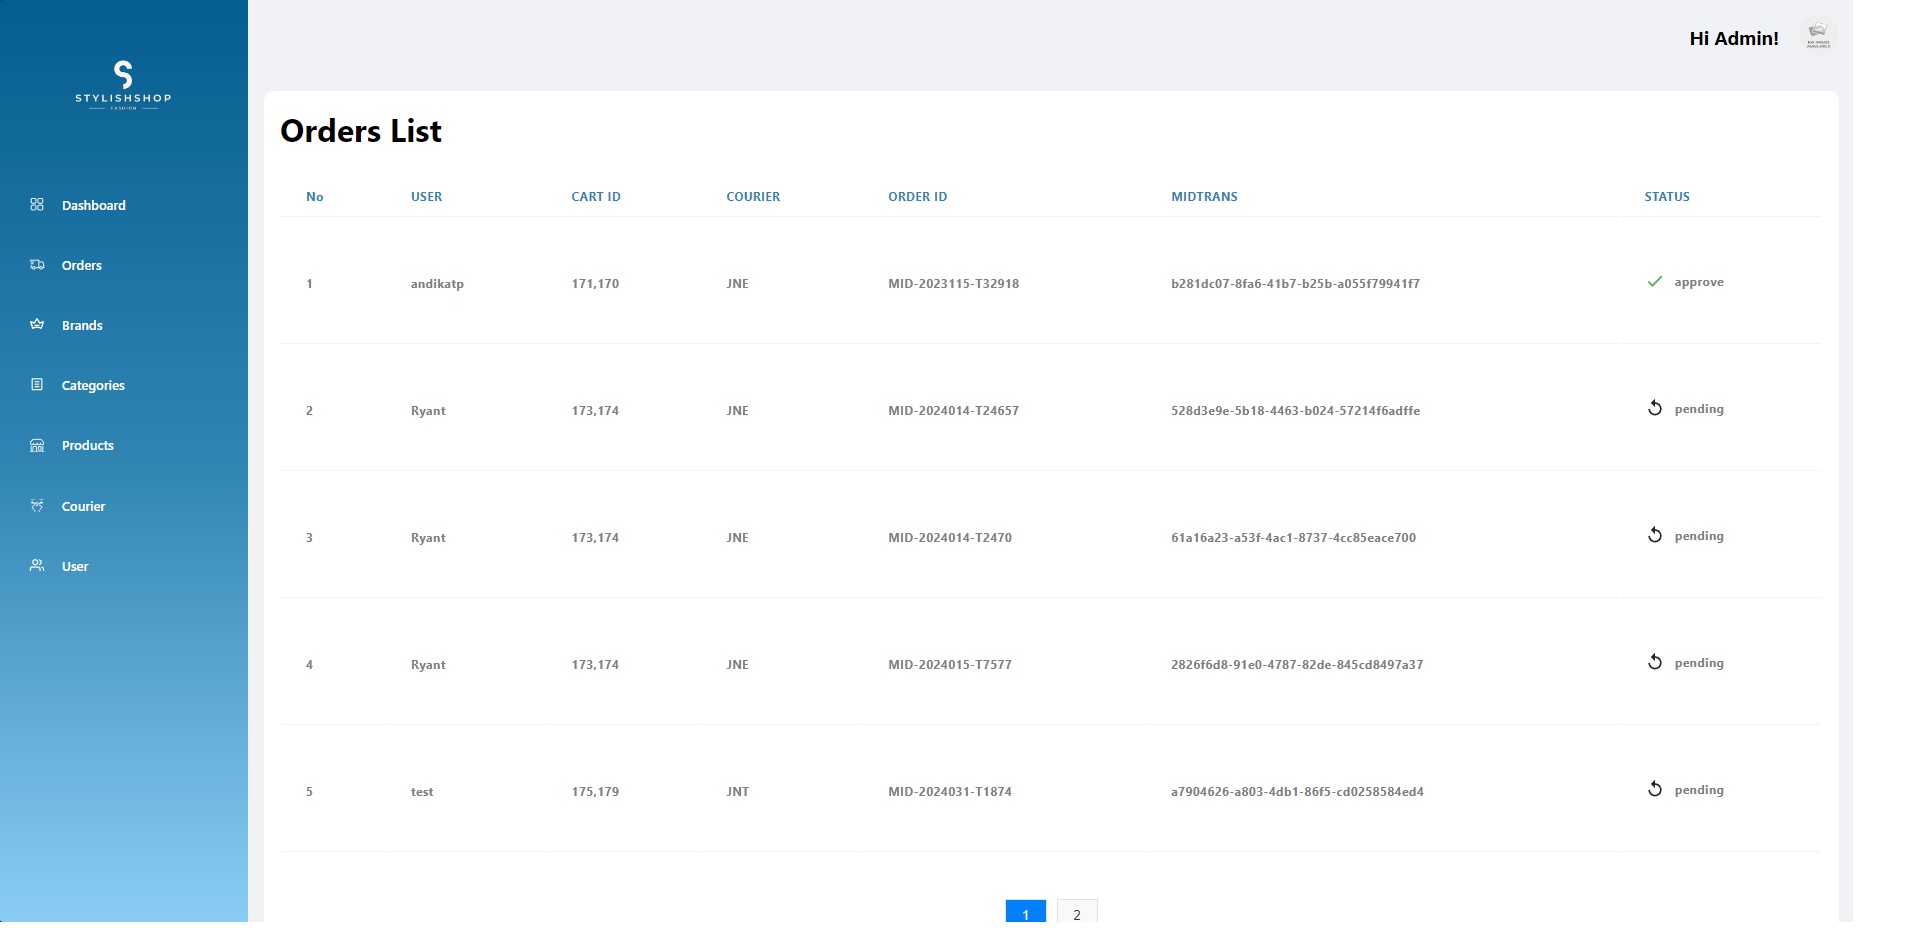 Hi Admin!
NO IMAGE
AVAILABLE
STYLISHSHOP
FASHION
Dashboard
Orders
Brands
Categories
Products
Courier
User
Orders List
No USER CART ID COURIER ORDER ID MIDTRANS STATUS
1 andikatp 171,170 JNE MID-2023115-T32918 b281dc07-8fa6-41b7-b25b-a055f79941f7 approve
2 Ryant 173,174 JNE MID-2024014-T24657 528d3e9e-5b18-4463-b024-57214f6adffe pending
3 Ryant 173,174 JNE MID-2024014-T2470 61a16a23-a53f-4ac1-8737-4cc85eace700 pending
4 Ryant 173,174 JNE MID-2024015-T7577 2826f6d8-91e0-4787-82de-845cd8497a37 pending
5 test 175,179 JNT MID-2024031-T1874 a7904626-a803-4db1-86f5-cd0258584ed4 pending
1 2